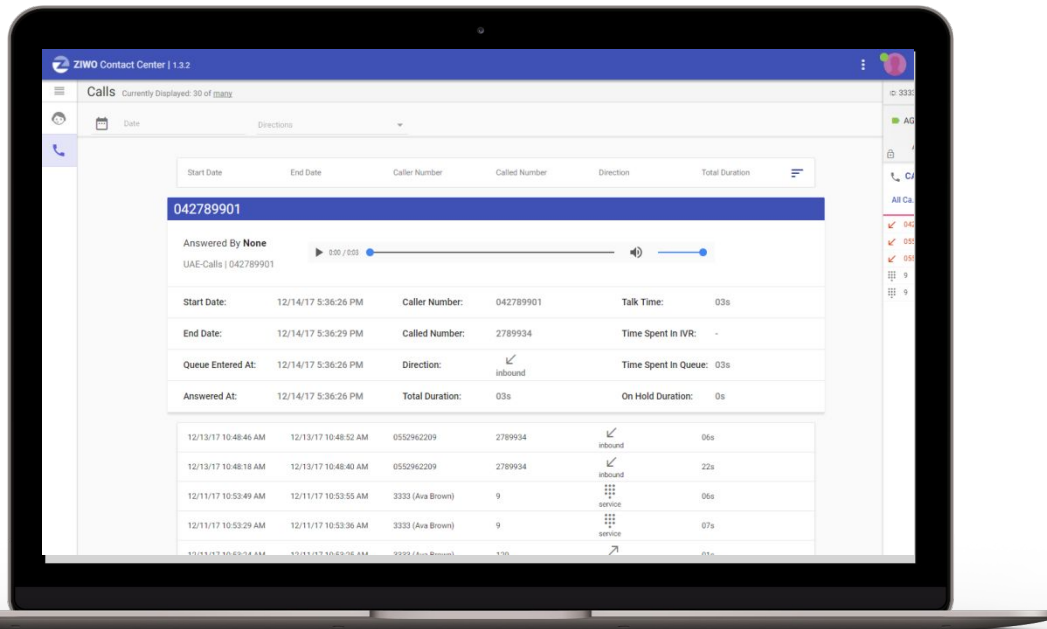 ZIWO Contact Center | 1.3.2
Calls Currently Displayed: 30 of many
ID: 3333
Date Directions
AG
Start Date End Date Caller Number Called Number Direction Total Duration
CA
All Ca..
042789901
042
Answered By None
055
0:00 / 0:03
UAE-Calls | 042789901
055
9
9
Start Date: 12/14/17 5:36:26 PM Caller Number: 042789901 Talk Time: 03s
End Date: 12/14/17 5:36:29 PM Called Number: 2789934 Time Spent In IVR: -
Queue Entered At: 12/14/17 5:36:26 PM Direction: inbound Time Spent In Queue: 03s
Answered At: 12/14/17 5:36:26 PM Total Duration: 03s On Hold Duration: 0s
12/13/17 10:48:46 AM 12/13/17 10:48:52 AM 0552962209 2789934 inbound 06s
12/13/17 10:48:18 AM 12/13/17 10:48:40 AM 0552962209 2789934 inbound 22s
12/11/17 10:53:49 AM 12/11/17 10:53:55 AM 3333 (Ava Brown) 9 service 06s
12/11/17 10:53:29 AM 12/11/17 10:53:36 AM 3333 (Ava Brown) 9 service 07s